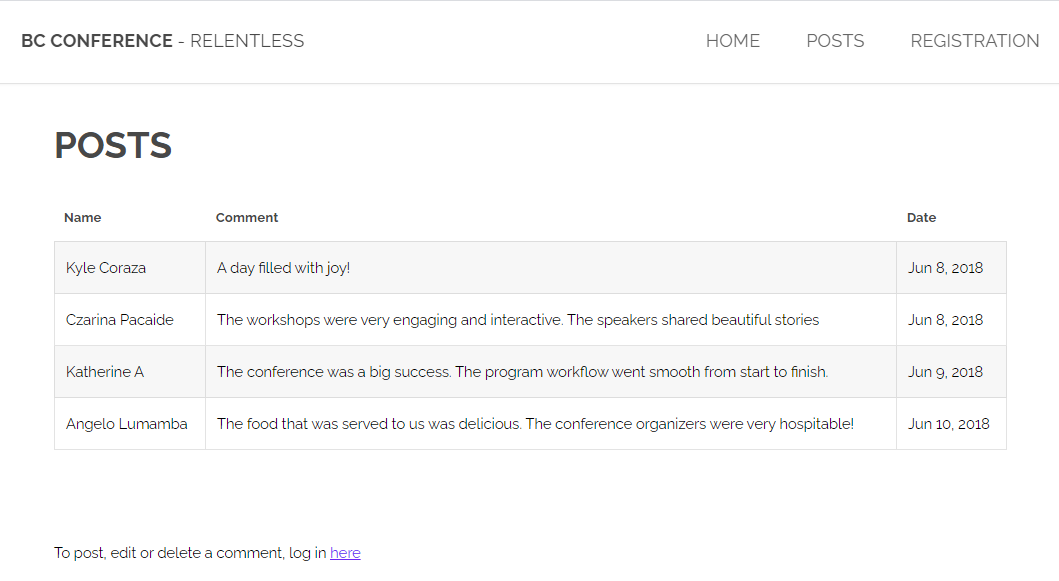 BC CONFERENCE - RELENTLESS HOME POSTS REGISTRATION
POSTS
Name Comment Date
Kyle Coraza A day filled with joy! Jun 8, 2018
Czarina Pacaide The workshops were very engaging and interactive. The speakers shared beautiful stories Jun 8, 2018
Katherine A The conference was a big success. The program workflow went smooth from start to finish. Jun 9, 2018
Angelo Lumamba The food that was served to us was delicious. The conference organizers were very hospitable! Jun 10, 2018
To post, edit or delete a comment, log in here